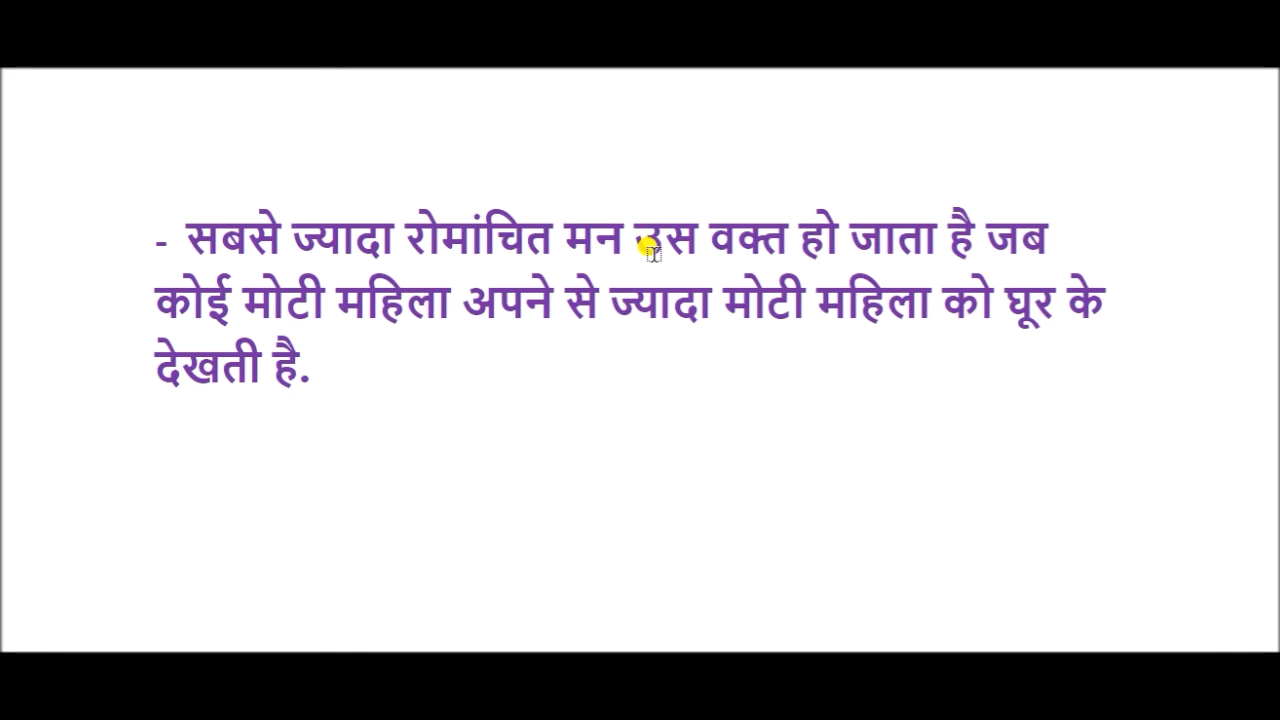 - सबसे ज्यादा रोमांचित मन उस वक्त हो जाता है जब
कोई मोटी महिला अपने से ज्यादा मोटी महिला को घूर के
देखती है.